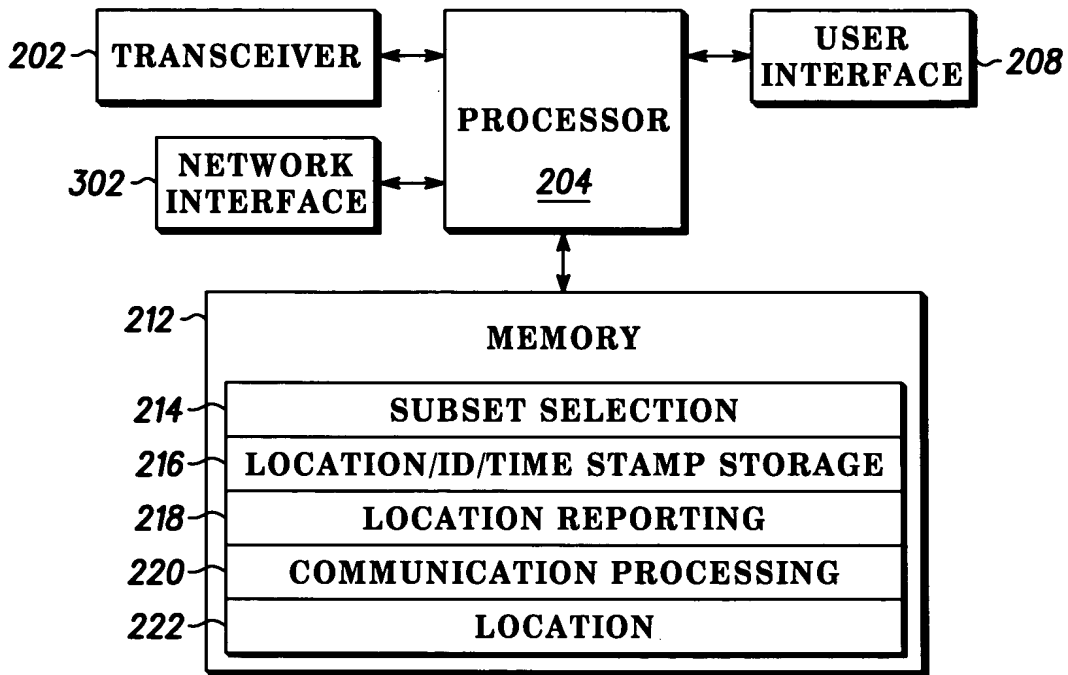 202
TRANSCEIVER
PROCESSOR
204
USER
INTERFACE
208
302
NETWORK
INTERFACE
212
MEMORY
214
SUBSET SELECTION
216
LOCATION/ID/TIME STAMP STORAGE
218
LOCATION REPORTING
220
COMMUNICATION PROCESSING
222
LOCATION